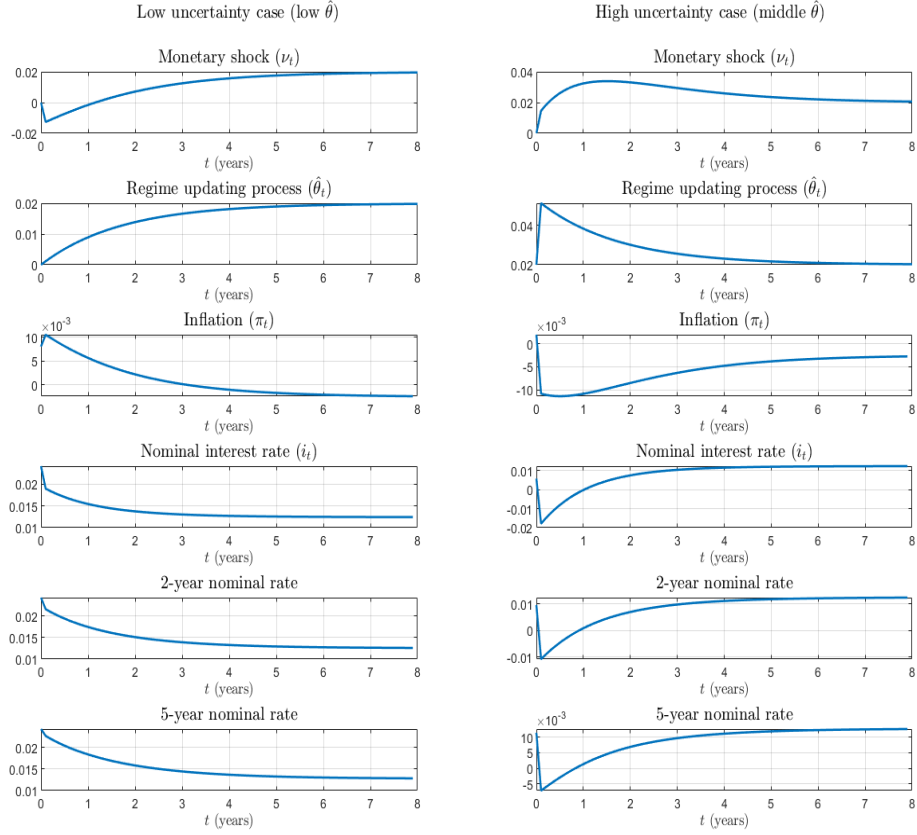 Low uncertainty case (low θ̂)
Monetary shock (νₜ)
0.02
0
-0.02
0 1 2 3 4 5 6 7 8
t (years)
Regime updating process (θ̂ₜ)
0.02
0.01
0
0 1 2 3 4 5 6 7 8
t (years)
Inflation (πₜ)
×10⁻³
10
5
0
0 1 2 3 4 5 6 7 8
t (years)
Nominal interest rate (iₜ)
0.02
0.015
0.01
0 1 2 3 4 5 6 7 8
t (years)
2-year nominal rate
0.02
0.015
0.01
0 1 2 3 4 5 6 7 8
t (years)
5-year nominal rate
0.02
0.015
0.01
0 1 2 3 4 5 6 7 8
t (years)
High uncertainty case (middle θ̂)
Monetary shock (νₜ)
0.04
0.02
0
0 1 2 3 4 5 6 7 8
t (years)
Regime updating process (θ̂ₜ)
0.04
0.02
0 1 2 3 4 5 6 7 8
t (years)
Inflation (πₜ)
×10⁻³
0
-5
-10
0 1 2 3 4 5 6 7 8
t (years)
Nominal interest rate (iₜ)
0.01
0
-0.01
-0.02
0 1 2 3 4 5 6 7 8
t (years)
2-year nominal rate
0.01
0
-0.01
0 1 2 3 4 5 6 7 8
t (years)
5-year nominal rate
×10⁻³
10
5
0
-5
0 1 2 3 4 5 6 7 8
t (years)